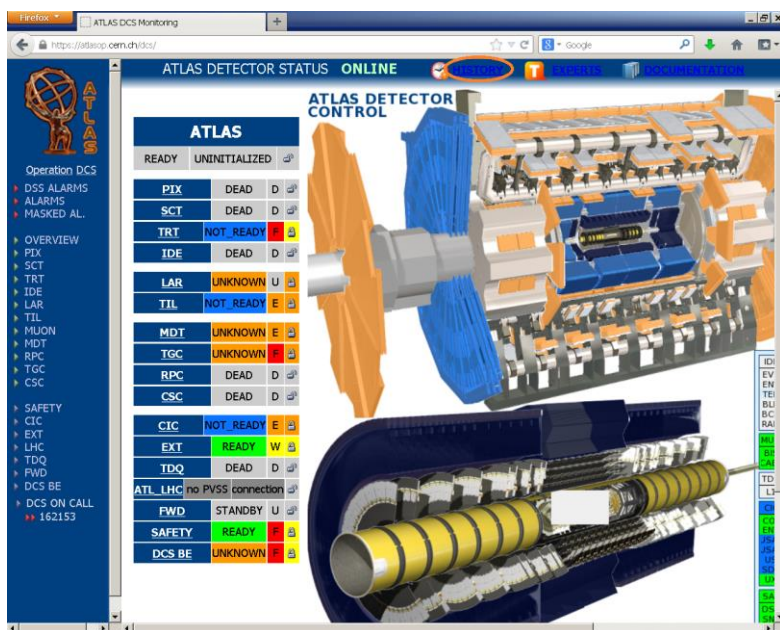 Firefox
ATLAS DCS Monitoring
+
https://atlasop.cern.ch/dcs/
Google
ATLAS DETECTOR STATUS ONLINE
HISTORY
T EXPERTS
DOCUMENTATION
ATLAS
Operation DCS
DSS ALARMS
ALARMS
MASKED AL.
OVERVIEW
PIX
SCT
TRT
IDE
LAR
TIL
MUON
MDT
RPC
TGC
CSC
SAFETY
CIC
EXT
LHC
TDQ
FWD
DCS BE
DCS ON CALL
162153
ATLAS
READY UNINITIALIZED
PIX DEAD D
SCT DEAD D
TRT NOT_READY F
IDE DEAD D
LAR UNKNOWN U
TIL NOT_READY E
MDT UNKNOWN E
TGC UNKNOWN F
RPC DEAD D
CSC DEAD D
CIC NOT_READY E
EXT READY W
TDQ DEAD D
ATL_LHC no PVSS connection
FWD STANDBY U
SAFETY READY F
DCS BE UNKNOWN F
ATLAS DETECTOR
CONTROL